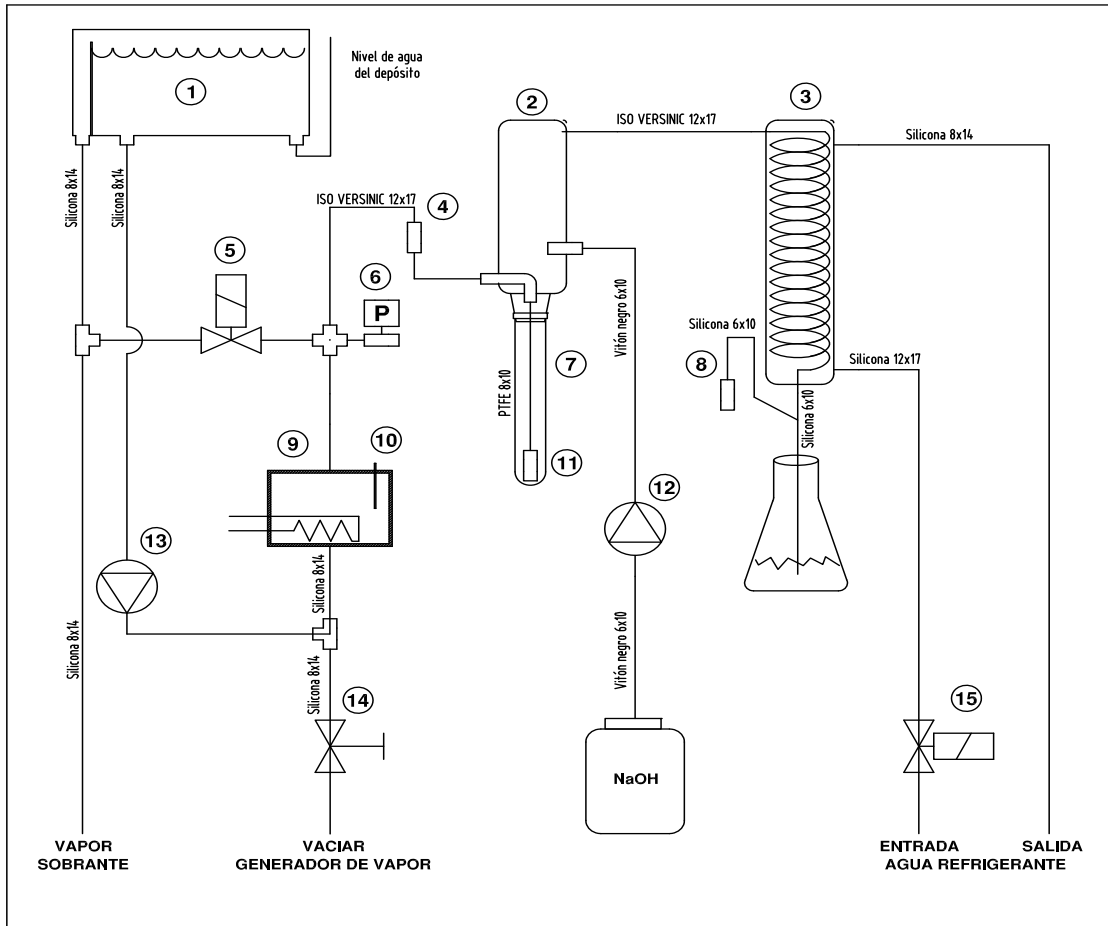 Nivel de agua
del depósito
1
2
3
ISO VERSINIC 12x17
Silicona 8x14
Silicona 8x14
Silicona 8x14
ISO VERSINIC 12x17
4
5
6
P
Vitón negro 6x10
Silicona 6x10
Silicona 12x17
7
8
PTFE 8x10
Silicona 6x10
9
10
11
12
13
Silicona 8x14
Silicona 8x14
Silicona 8x14
Vitón negro 6x10
14
15
NaOH
VAPOR
SOBRANTE
VACIAR
GENERADOR DE VAPOR
ENTRADA
SALIDA
AGUA REFRIGERANTE